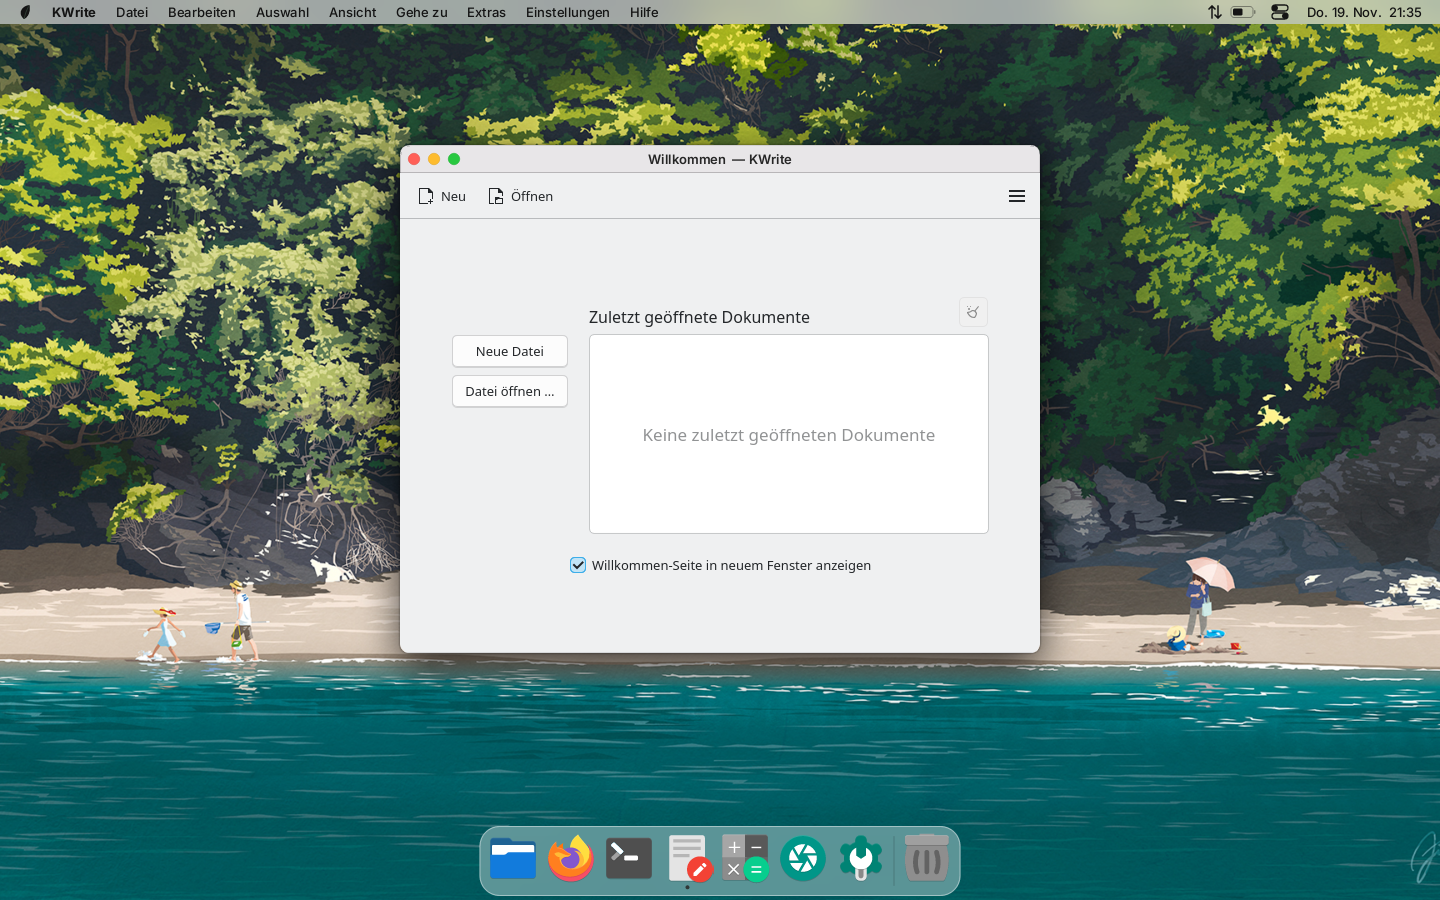 KWrite Datei Bearbeiten Auswahl Ansicht Gehe zu Extras Einstellungen Hilfe Do. 19. Nov. 21:35
Willkommen — KWrite
Neu Öffnen
Zuletzt geöffnete Dokumente
Neue Datei
Datei öffnen ...
Keine zuletzt geöffneten Dokumente
Willkommen-Seite in neuem Fenster anzeigen